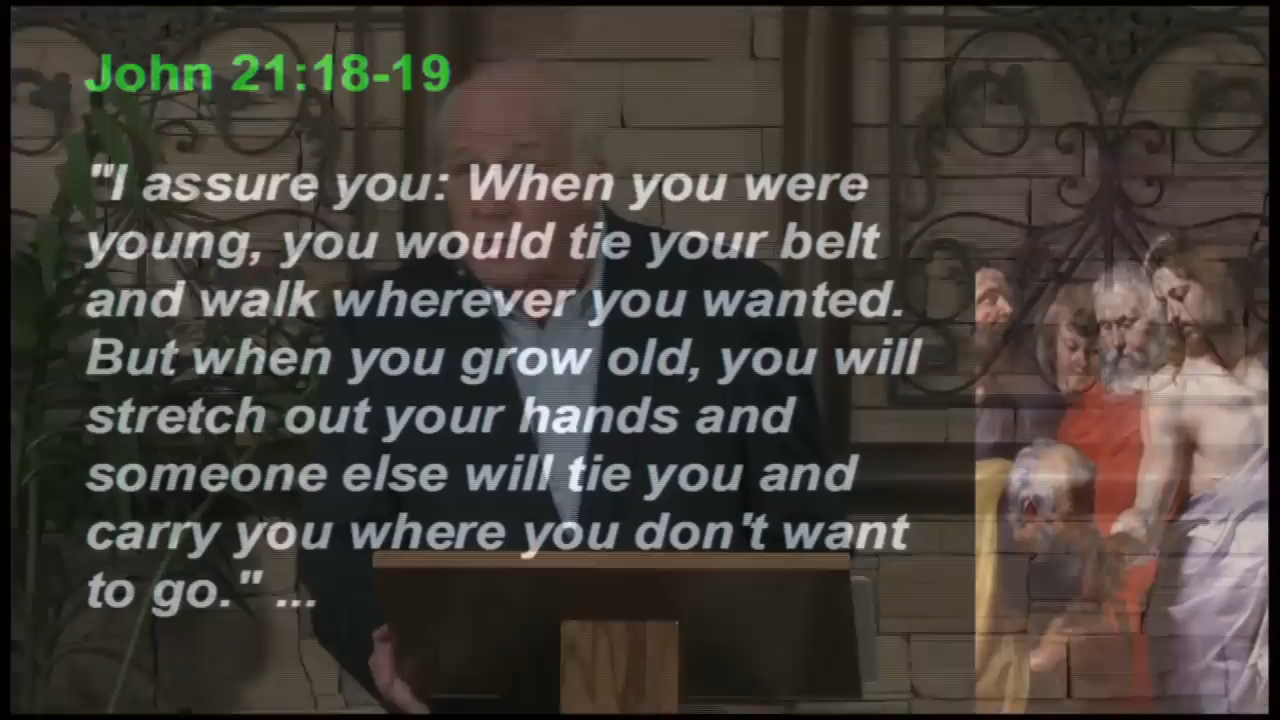 John 21:18-19
"I assure you: When you were
young, you would tie your belt
and walk wherever you wanted.
But when you grow old, you will
stretch out your hands and
someone else will tie you and
carry you where you don't want
to go." ...